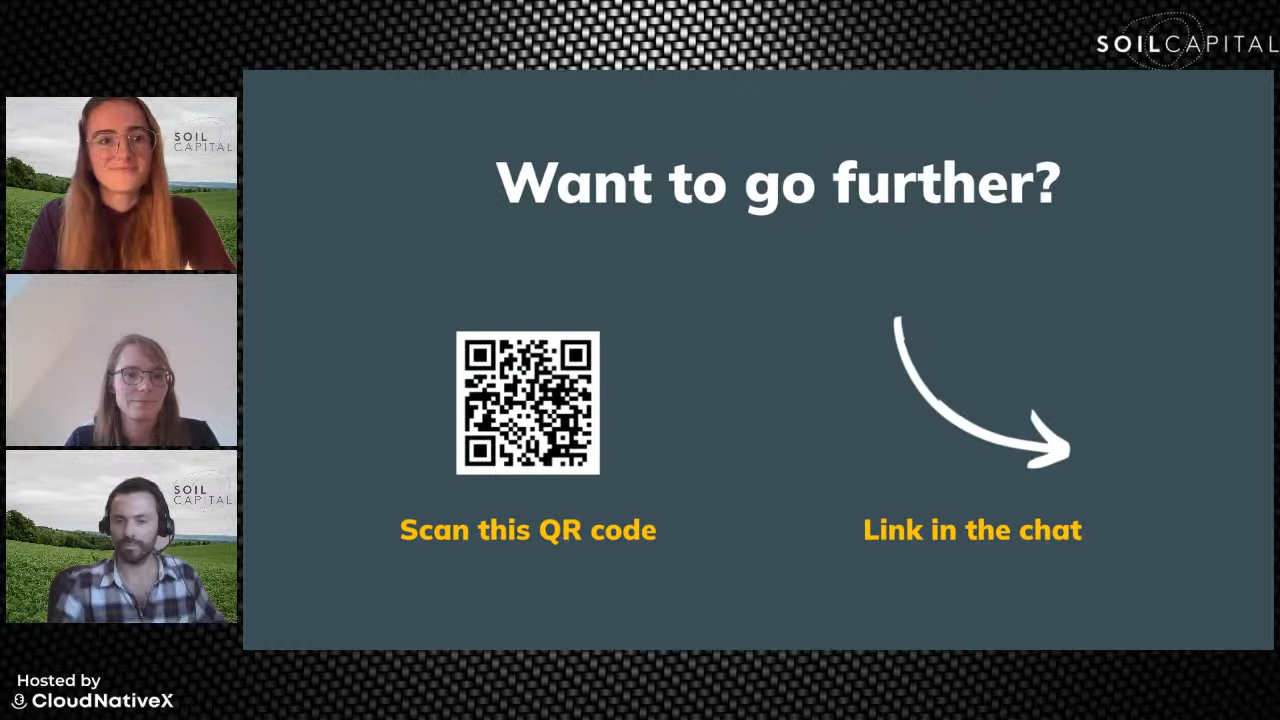 SOILCAPITAL
SOIL
CAPITAL
Want to go further?
SOIL
CAPITAL
Scan this QR code
Link in the chat
Hosted by
CloudNativeX